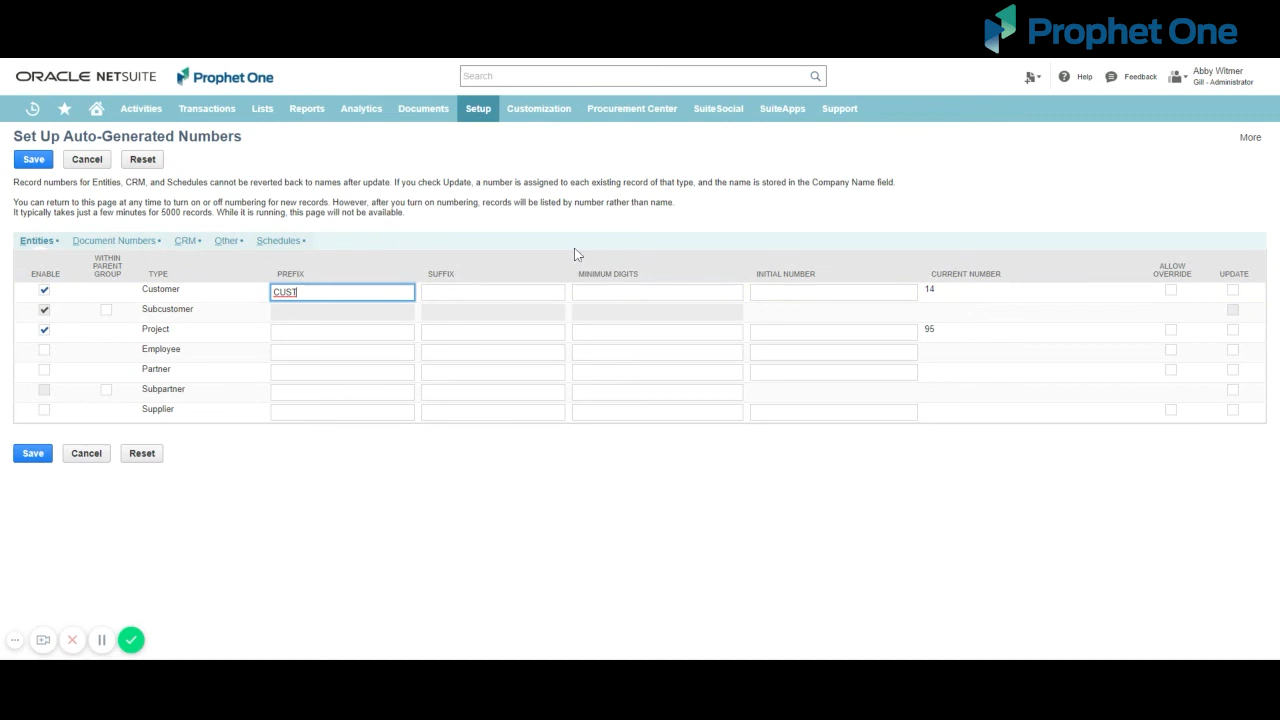 Prophet One
ORACLE NETSUITE
Prophet One
Search
Help
Feedback
Abby Witmer
Gill - Administrator
Activities
Transactions
Lists
Reports
Analytics
Documents
Setup
Customization
Procurement Center
SuiteSocial
SuiteApps
Support
Set Up Auto-Generated Numbers
More
Save
Cancel
Reset
Record numbers for Entities, CRM, and Schedules cannot be reverted back to names after update. If you check Update, a number is assigned to each existing record of that type, and the name is stored in the Company Name field.
You can return to this page at any time to turn on or off numbering for new records. However, after you turn on numbering, records will be listed by number rather than name.
It typically takes just a few minutes for 5000 records. While it is running, this page will not be available.
Entities •
Document Numbers •
CRM •
Other •
Schedules •
ENABLE
WITHIN
PARENT
GROUP
TYPE
PREFIX
SUFFIX
MINIMUM DIGITS
INITIAL NUMBER
CURRENT NUMBER
ALLOW
OVERRIDE
UPDATE
Customer
CUST
14
Subcustomer
Project
95
Employee
Partner
Subpartner
Supplier
Save
Cancel
Reset